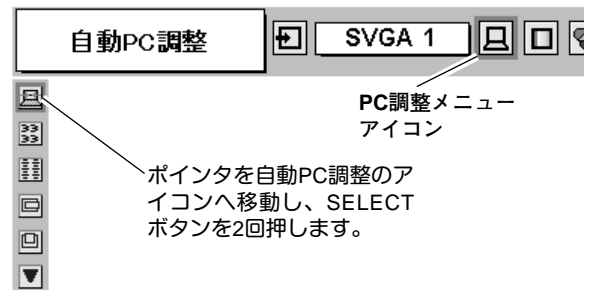 自動PC調整
SVGA 1
PC調整メニュー
アイコン
ポインタを自動PC調整のア
イコンへ移動し、SELECT
ボタンを2回押します。